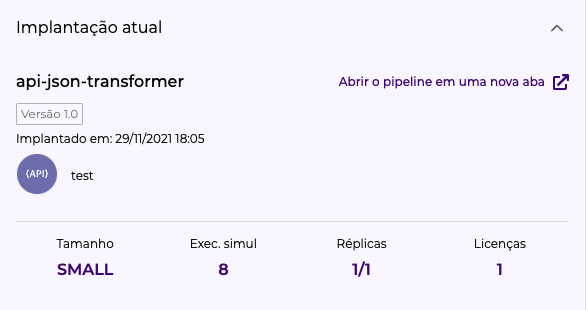 Implantação atual
api-json-transformer
Abrir o pipeline em uma nova aba
Versão 1.0
Implantado em: 29/11/2021 18:05
{API}
test
Tamanho Exec. simul Réplicas Licenças
SMALL 8 1/1 1